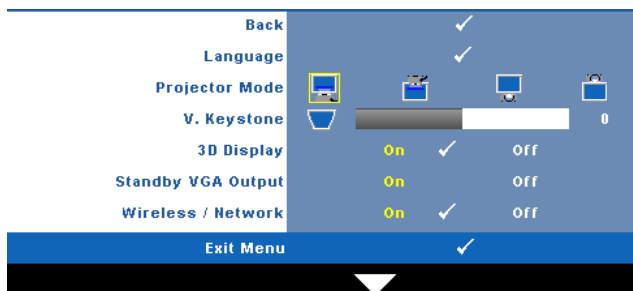 Back
Language
Projector Mode
V. Keystone 0
3D Display On Off
Standby VGA Output On Off
Wireless / Network On Off
Exit Menu